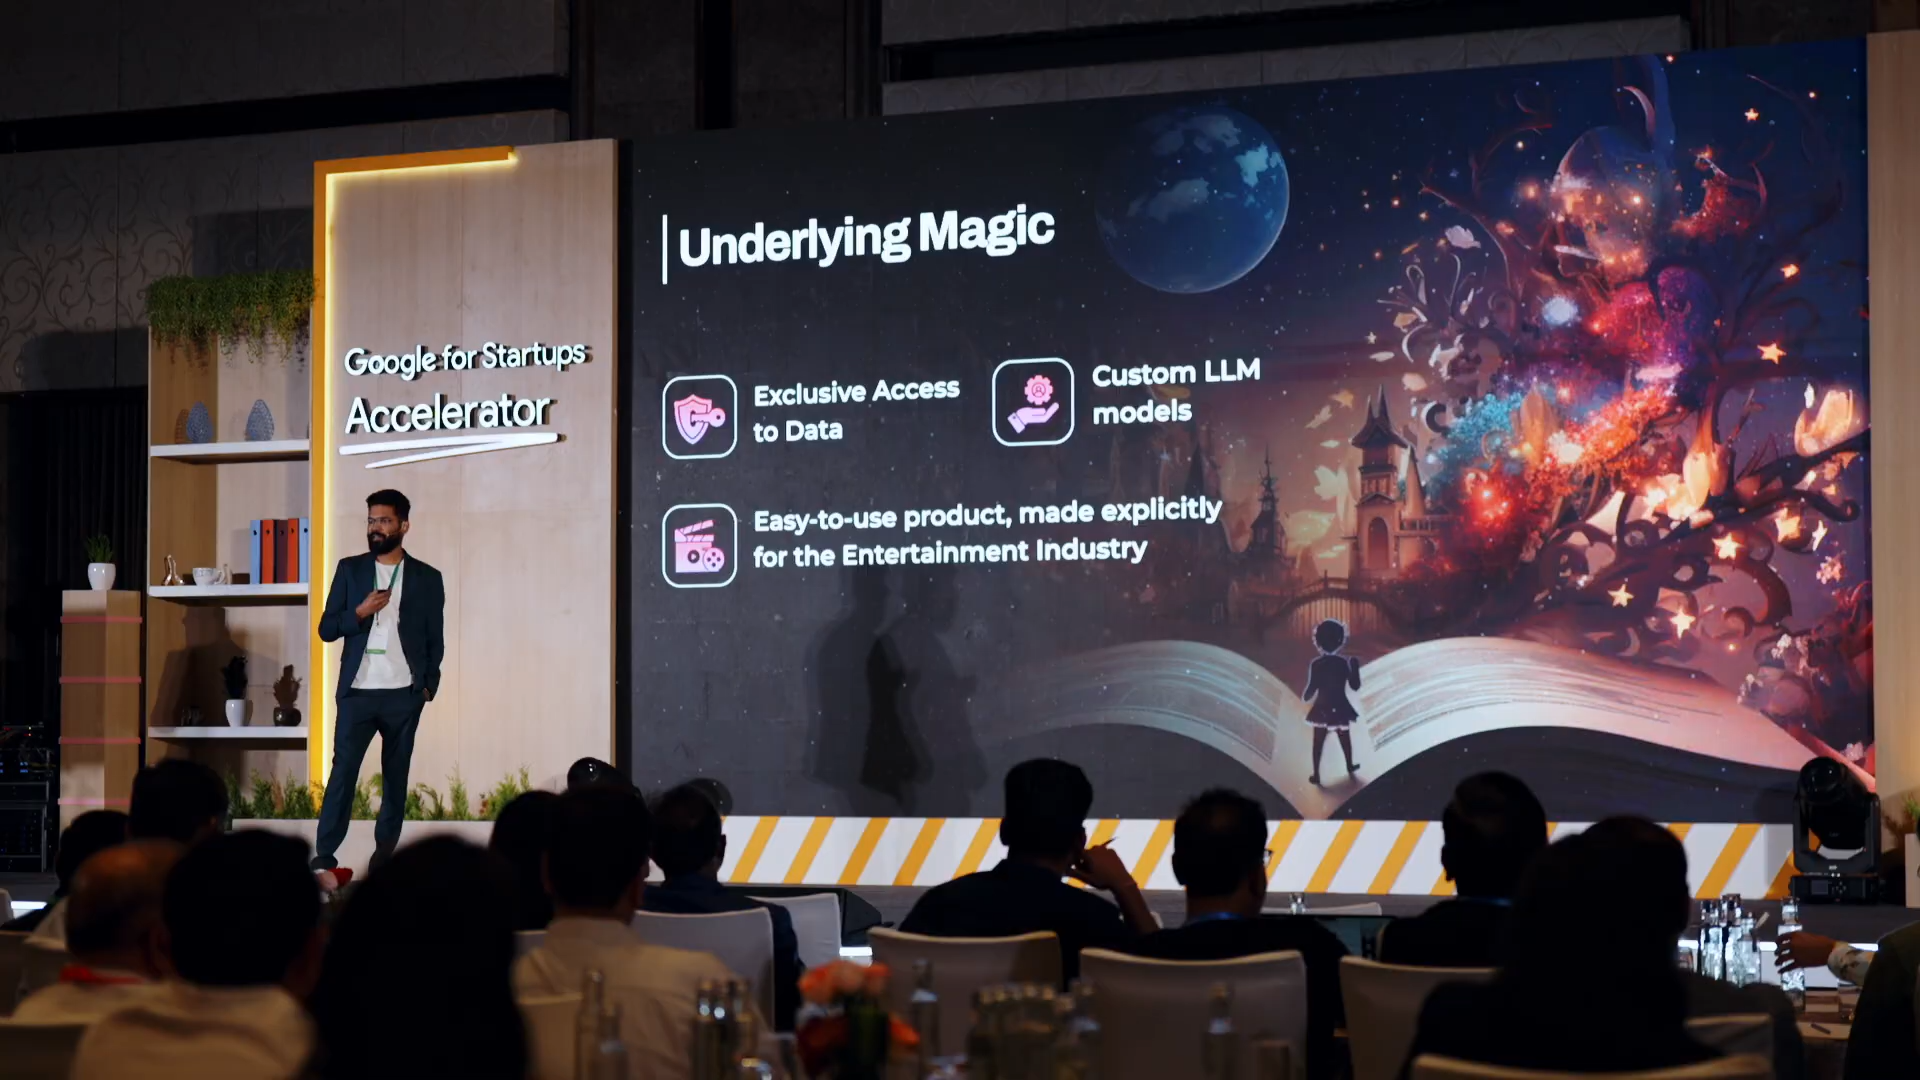 Google for Startups
Accelerator
Underlying Magic
Exclusive Access
to Data
Custom LLM
models
Easy-to-use product, made explicitly
for the Entertainment Industry